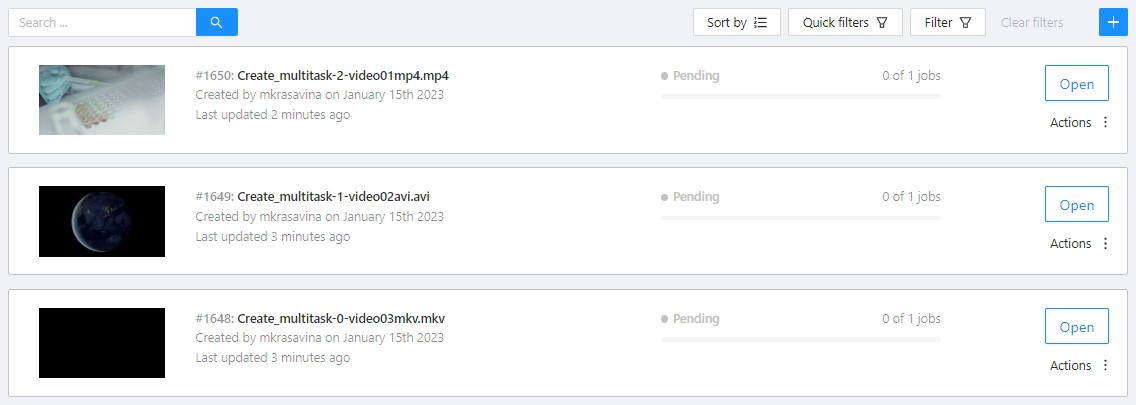 Search ...
Sort by
Quick filters
Filter
Clear filters
#1650: Create_multitask-2-video01mp4.mp4
Created by mkrasavina on January 15th 2023
Last updated 2 minutes ago
Pending
0 of 1 jobs
Open
Actions
#1649: Create_multitask-1-video02avi.avi
Created by mkrasavina on January 15th 2023
Last updated 3 minutes ago
Pending
0 of 1 jobs
Open
Actions
#1648: Create_multitask-0-video03mkv.mkv
Created by mkrasavina on January 15th 2023
Last updated 3 minutes ago
Pending
0 of 1 jobs
Open
Actions